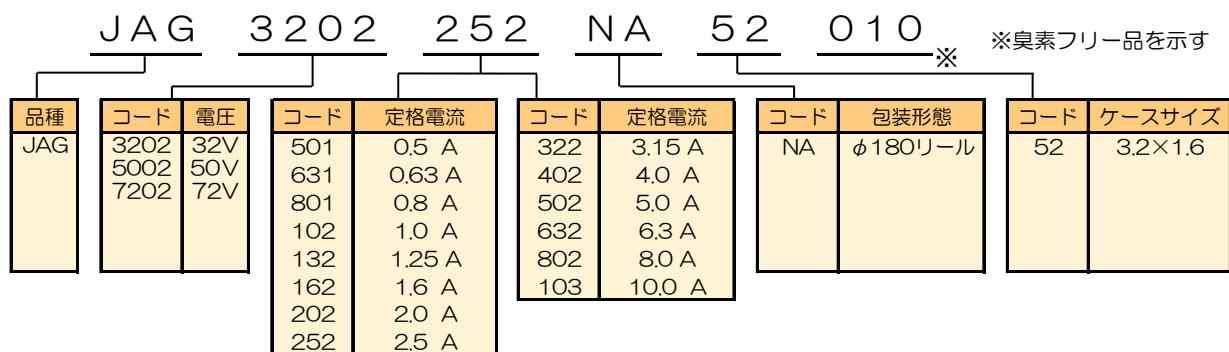 JAG 3202 252 NA 52 010※ ※臭素フリー品を示す
品種 コード 電圧 コード 定格電流 コード 定格電流 コード 包装形態 コード ケースサイズ
JAG 3202 32V 501 0.5 A 322 3.15 A NA φ180リール 52 3.2×1.6
5002 50V 631 0.63 A 402 4.0 A
7202 72V 801 0.8 A 502 5.0 A
102 1.0 A 632 6.3 A
132 1.25 A 802 8.0 A
162 1.6 A 103 10.0 A
202 2.0 A
252 2.5 A